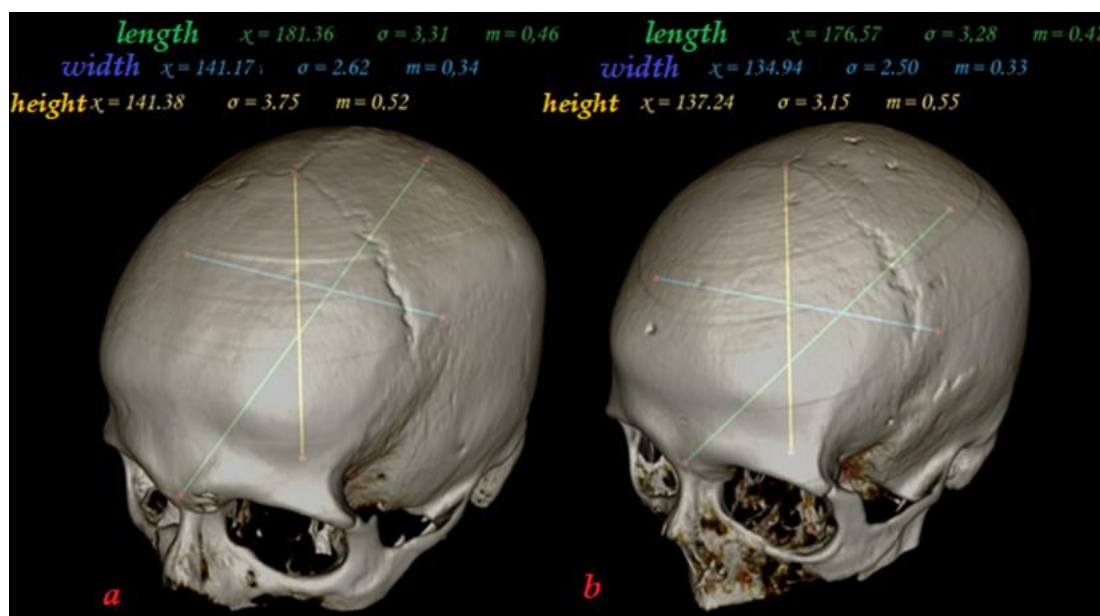 length χ = 181.36 σ = 3,31 m = 0,46
width χ = 141.17 σ = 2.62 m = 0,34
height χ = 141.38 σ = 3.75 m = 0.52
length χ = 176,57 σ = 3,28 m = 0.47
width χ = 134.94 σ = 2.50 m = 0.33
height χ = 137.24 σ = 3,15 m = 0,55
a
b